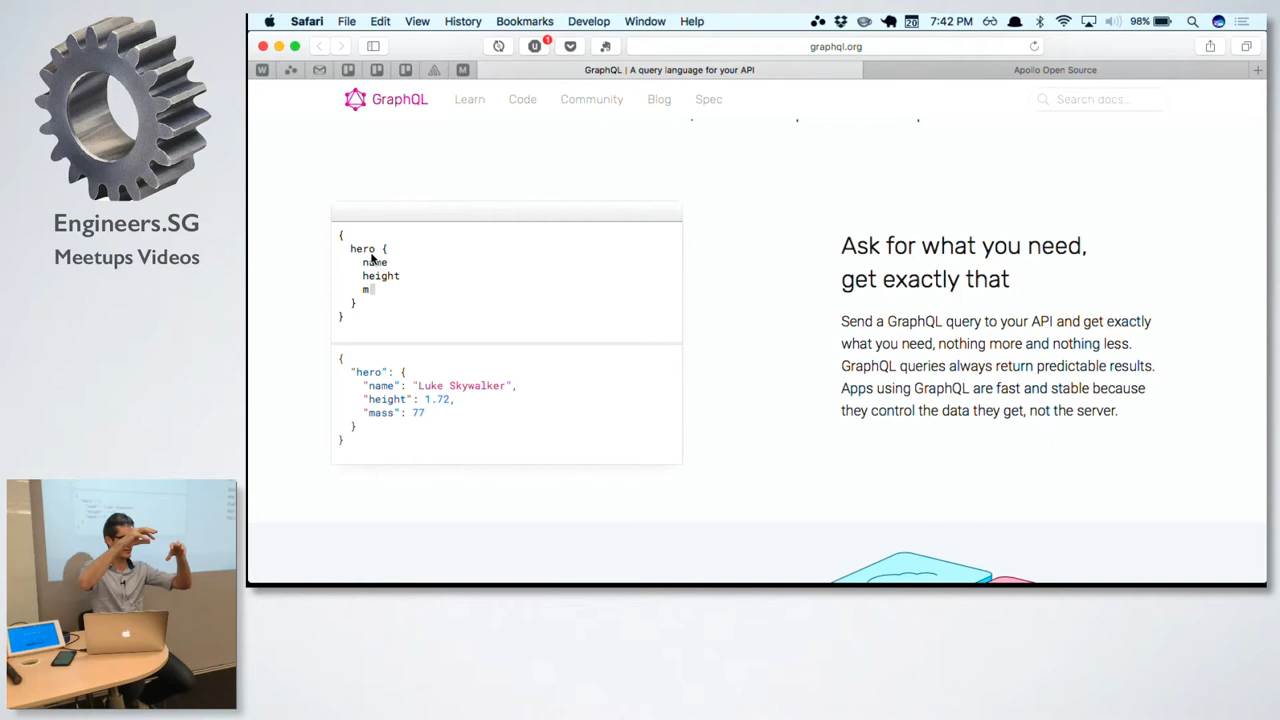 Engineers.SG
Meetups Videos
Safari File Edit View History Bookmarks Develop Window Help
20 7:42 PM 98%
U 1 graphql.org
W M GraphQL | A query language for your API Apollo Open Source
GraphQL Learn Code Community Blog Spec Search docs...
{
hero {
name
height
m
}
}
{
"hero": {
"name": "Luke Skywalker",
"height": 1.72,
"mass": 77
}
}
Ask for what you need,
get exactly that
Send a GraphQL query to your API and get exactly
what you need, nothing more and nothing less.
GraphQL queries always return predictable results.
Apps using GraphQL are fast and stable because
they control the data they get, not the server.